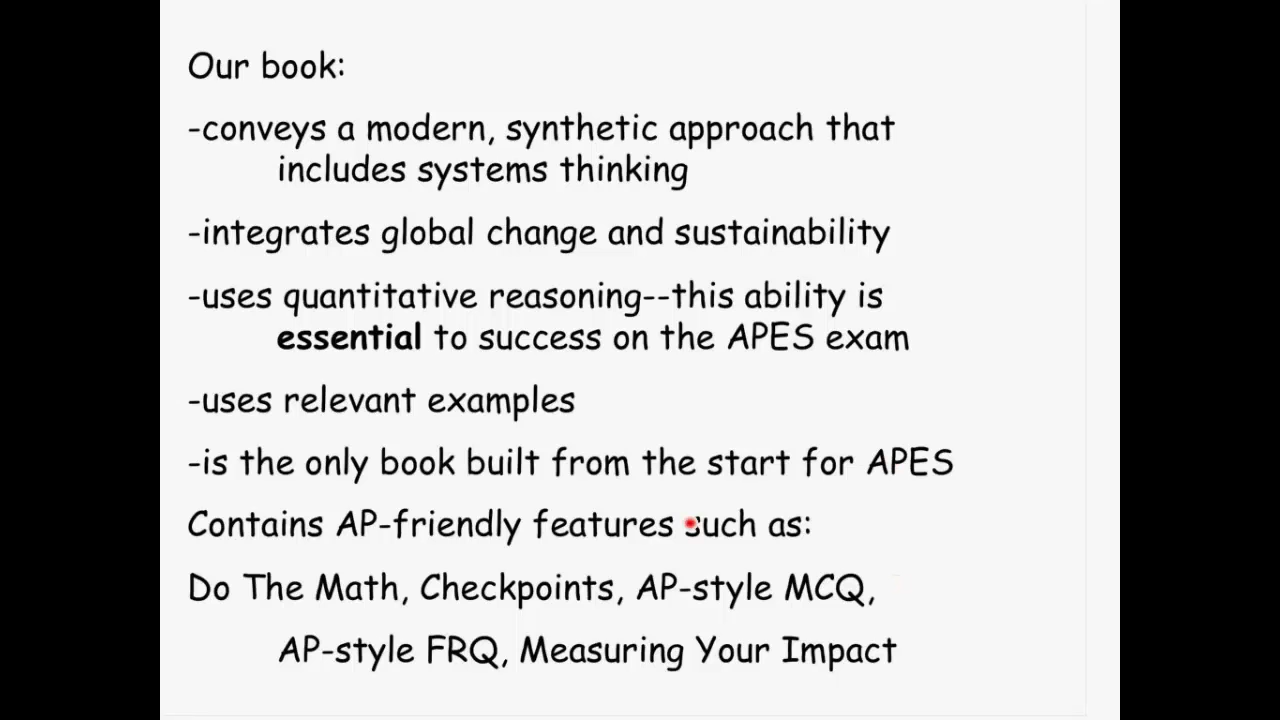 Our book:
-conveys a modern, synthetic approach that
includes systems thinking
-integrates global change and sustainability
-uses quantitative reasoning--this ability is
essential to success on the APES exam
-uses relevant examples
-is the only book built from the start for APES
Contains AP-friendly features such as:
Do The Math, Checkpoints, AP-style MCQ,
AP-style FRQ, Measuring Your Impact